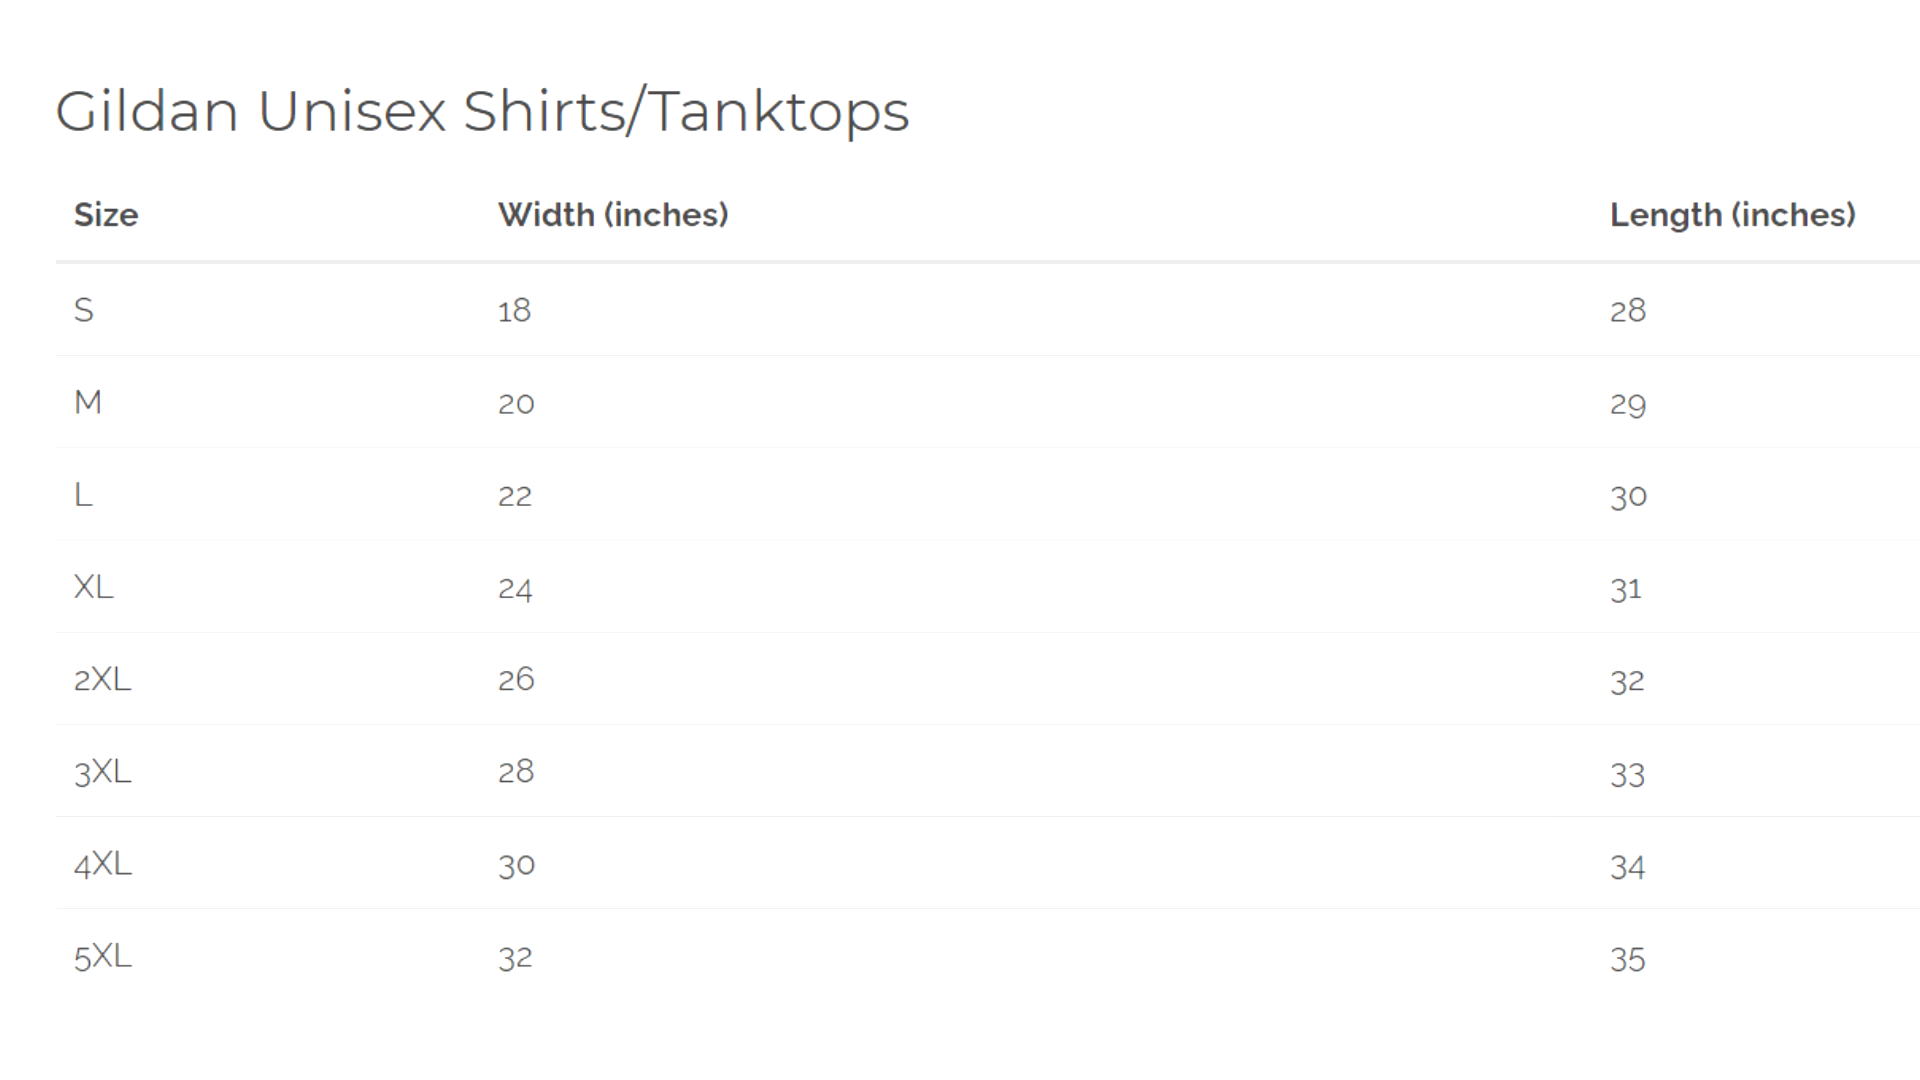 Gildan Unisex Shirts/Tanktops
Size Width (inches) Length (inches)
S 18 28
M 20 29
L 22 30
XL 24 31
2XL 26 32
3XL 28 33
4XL 30 34
5XL 32 35